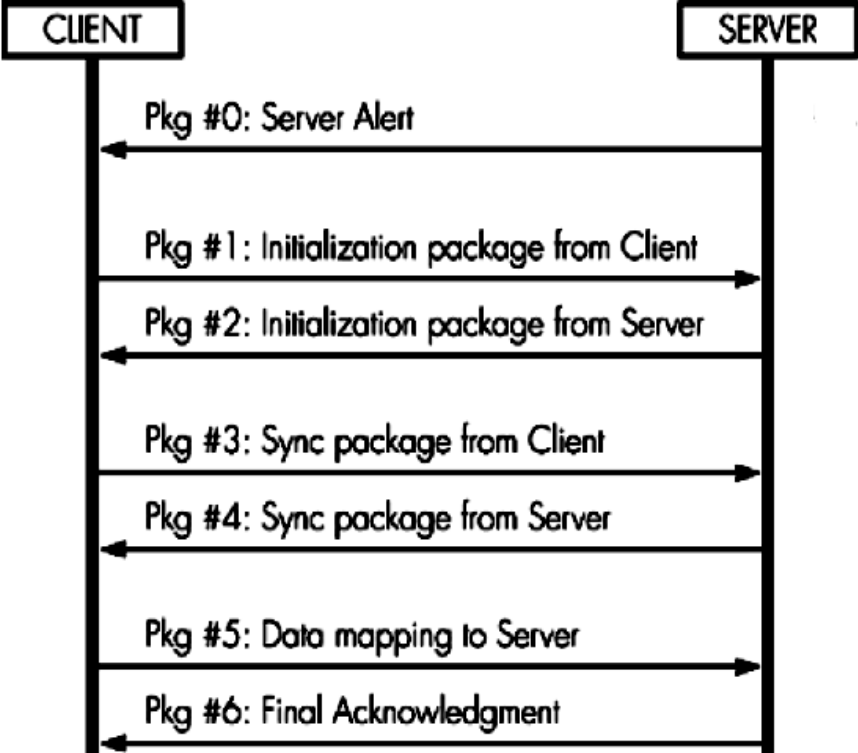 CLIENT
SERVER
Pkg #0: Server Alert
Pkg #1: Initialization package from Client
Pkg #2: Initialization package from Server
Pkg #3: Sync package from Client
Pkg #4: Sync package from Server
Pkg #5: Data mapping to Server
Pkg #6: Final Acknowledgment